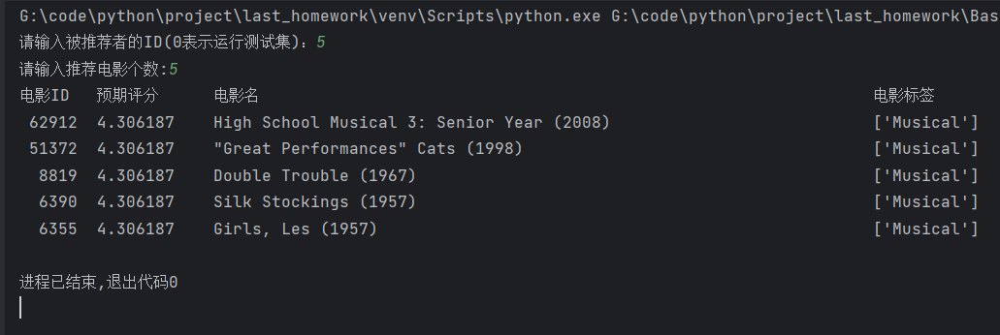 G:\code\python\project\last_homework\venv\Scripts\python.exe G:\code\python\project\last_homework\Bas
请输入被推荐者的ID(0表示运行测试集)：5
请输入推荐电影个数:5
电影ID 预期评分 电影名 电影标签
62912 4.306187 High School Musical 3: Senior Year (2008) ['Musical']
51372 4.306187 "Great Performances" Cats (1998) ['Musical']
8819 4.306187 Double Trouble (1967) ['Musical']
6390 4.306187 Silk Stockings (1957) ['Musical']
6355 4.306187 Girls, Les (1957) ['Musical']
进程已结束,退出代码0